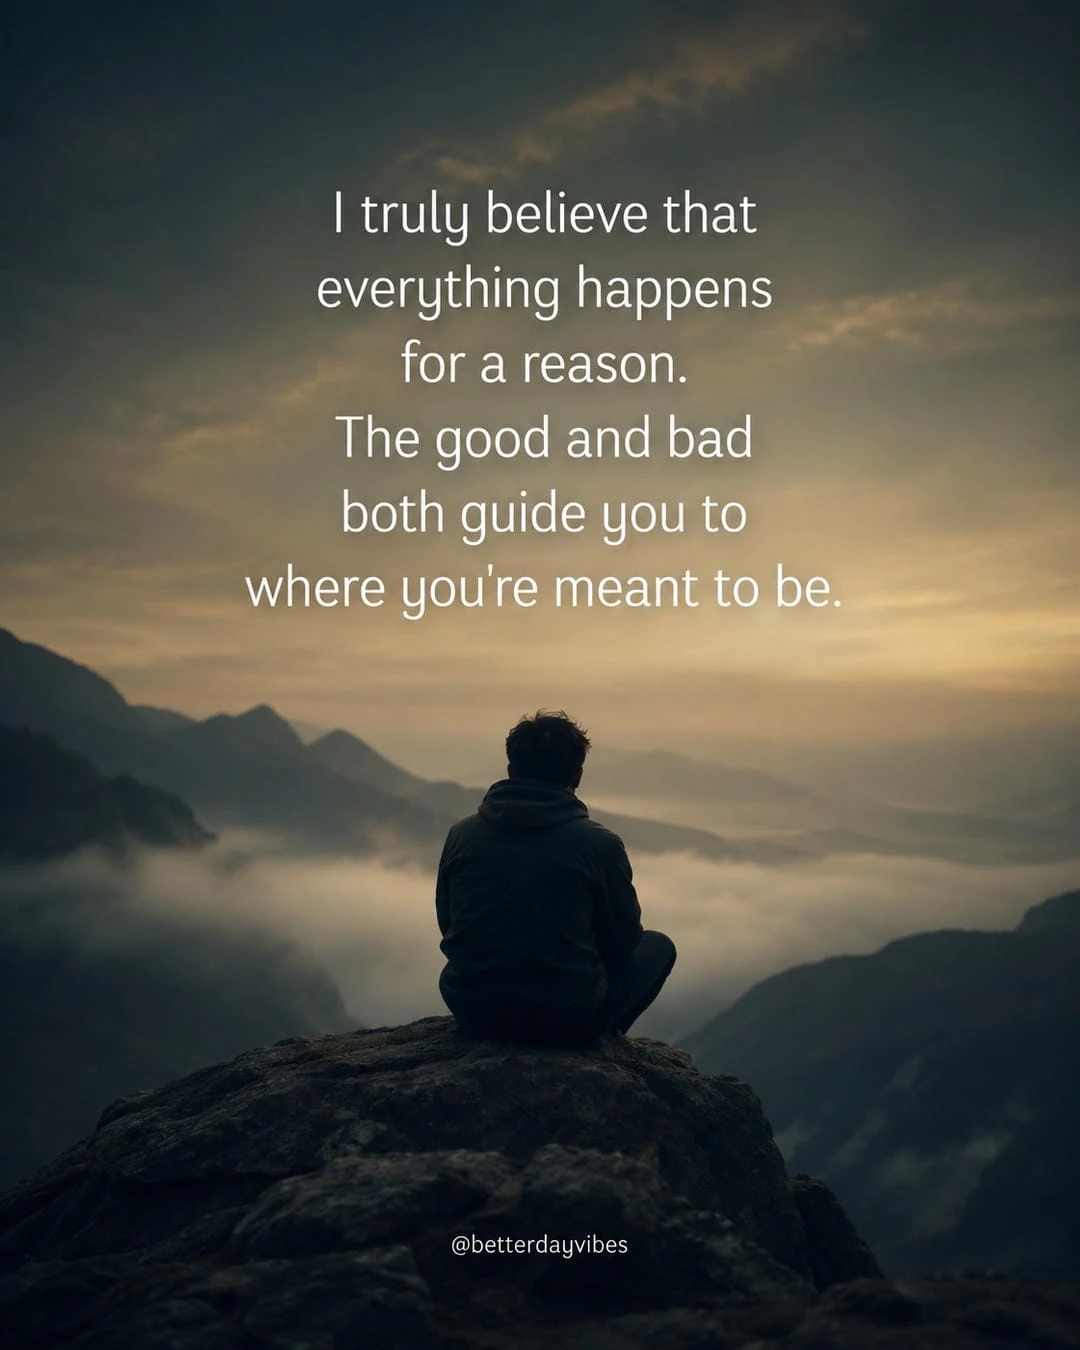 I truly believe that
everything happens
for a reason.
The good and bad
both guide you to
where you're meant to be.
@betterdayvibes